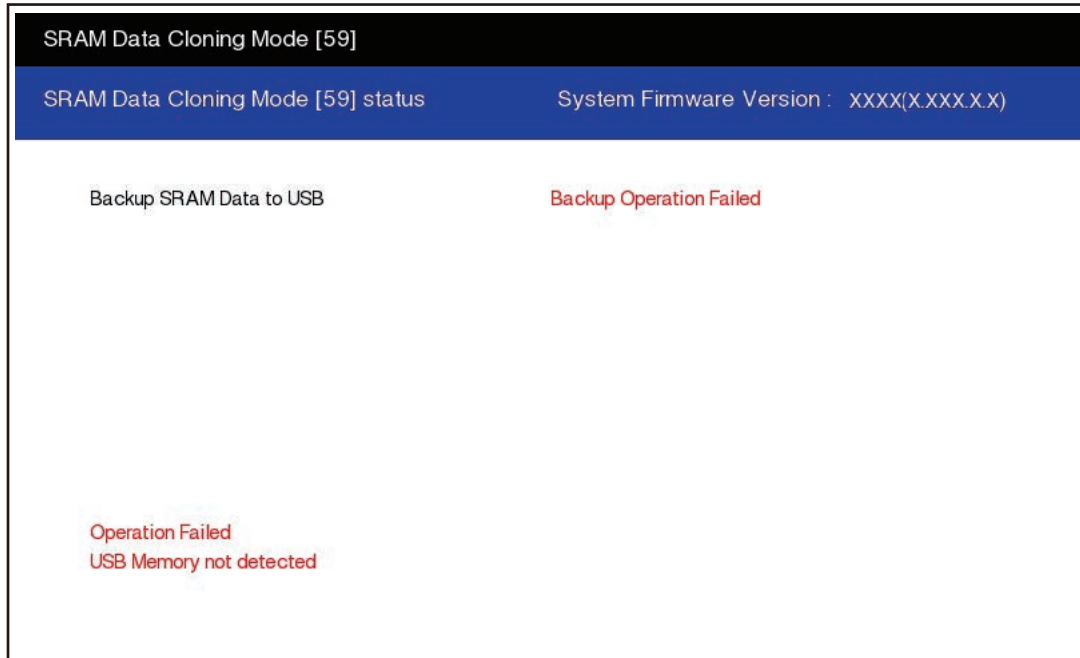 SRAM Data Cloning Mode [59]
SRAM Data Cloning Mode [59] status System Firmware Version : XXXX(X.XXX.X.X)
Backup SRAM Data to USB Backup Operation Failed
Operation Failed
USB Memory not detected